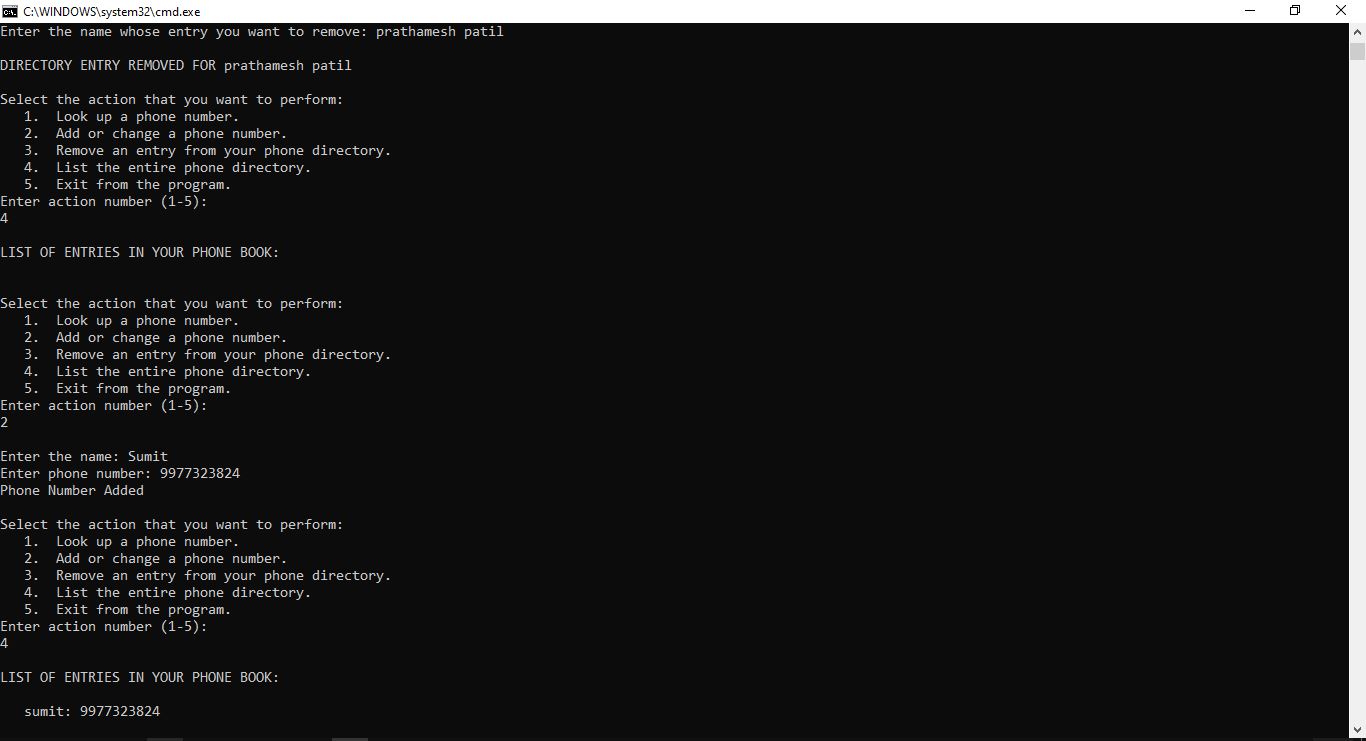 C:\WINDOWS\system32\cmd.exe
Enter the name whose entry you want to remove: prathamesh patil
DIRECTORY ENTRY REMOVED FOR prathamesh patil
Select the action that you want to perform:
1. Look up a phone number.
2. Add or change a phone number.
3. Remove an entry from your phone directory.
4. List the entire phone directory.
5. Exit from the program.
Enter action number (1-5):
4
LIST OF ENTRIES IN YOUR PHONE BOOK:
Select the action that you want to perform:
1. Look up a phone number.
2. Add or change a phone number.
3. Remove an entry from your phone directory.
4. List the entire phone directory.
5. Exit from the program.
Enter action number (1-5):
2
Enter the name: Sumit
Enter phone number: 9977323824
Phone Number Added
Select the action that you want to perform:
1. Look up a phone number.
2. Add or change a phone number.
3. Remove an entry from your phone directory.
4. List the entire phone directory.
5. Exit from the program.
Enter action number (1-5):
4
LIST OF ENTRIES IN YOUR PHONE BOOK:
sumit: 9977323824